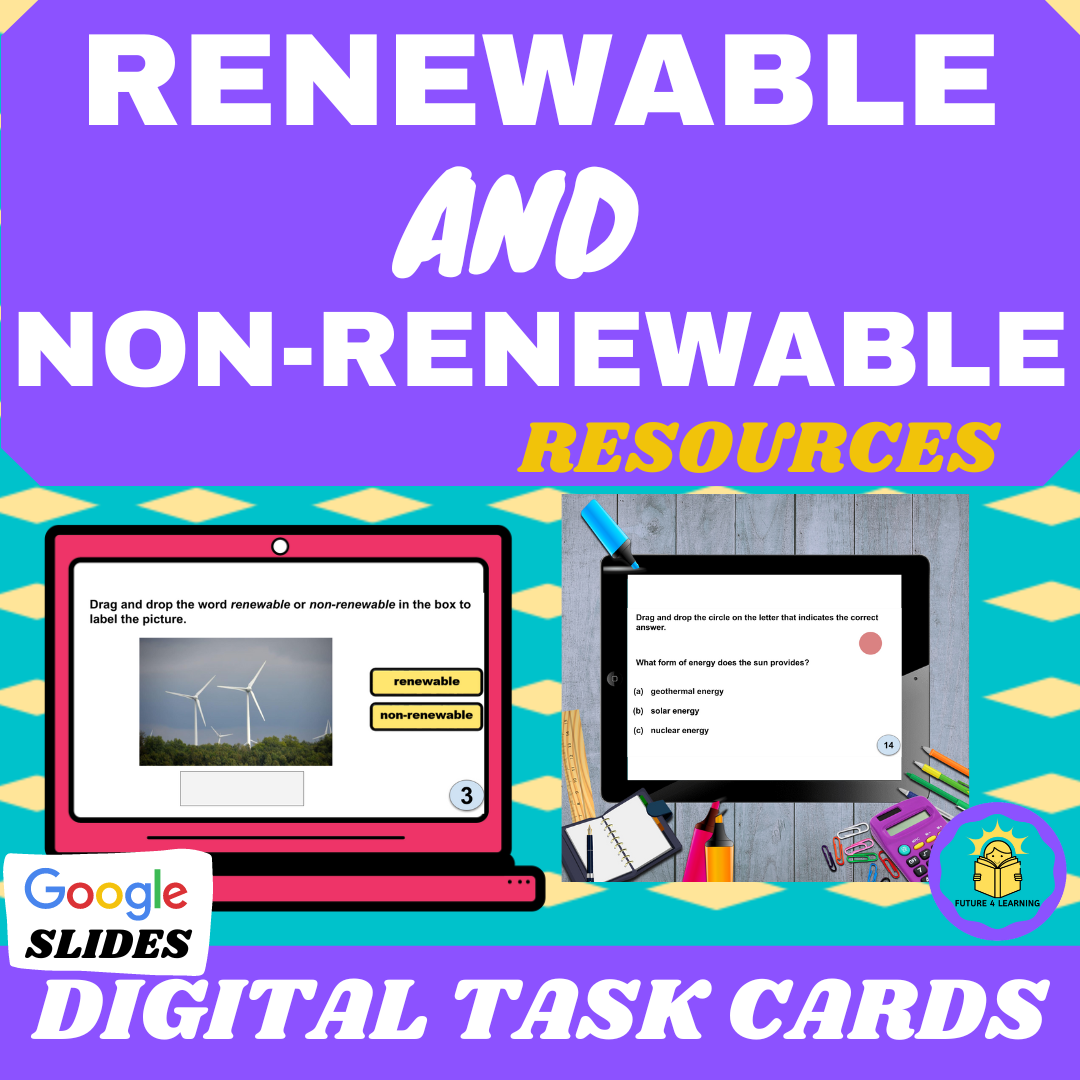 RENEWABLE
AND
NON-RENEWABLE
RESOURCES
Drag and drop the word renewable or non-renewable in the box to
label the picture.
renewable
non-renewable
3
Drag and drop the circle on the letter that indicates the correct
answer.
What form of energy does the sun provides?
(a) geothermal energy
(b) solar energy
(c) nuclear energy
14
Google
SLIDES
FUTURE 4 LEARNING
DIGITAL TASK CARDS